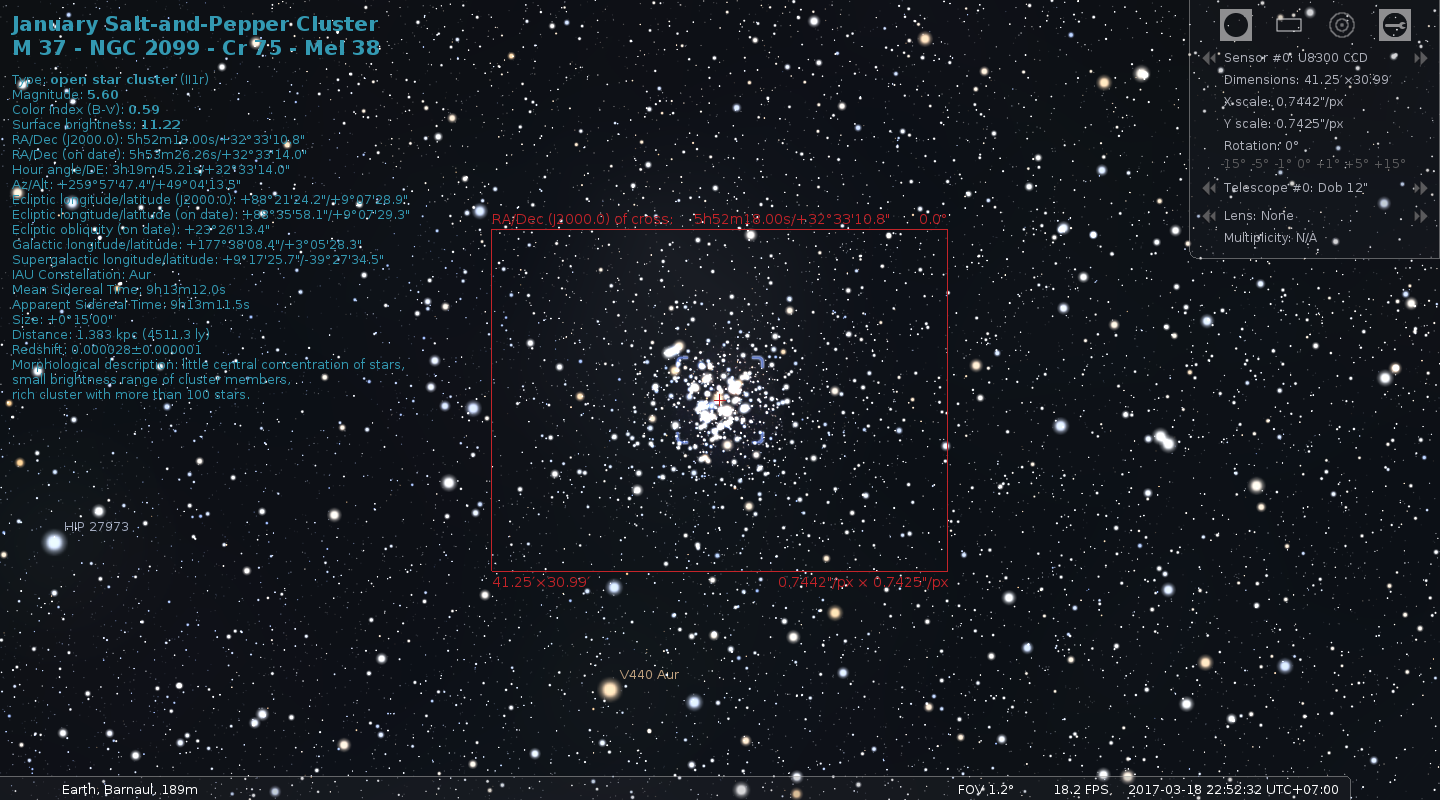 January Salt-and-Pepper Cluster
M 37 - NGC 2099 - Cr 75 - Mel 38
Type: open star cluster (II1r)
Magnitude: 5.60
Color index (B-V): 0.59
Surface brightness: 11.22
RA/Dec (J2000.0): 5h52m18.00s/+32°33'10.8"
RA/Dec (on date): 5h53m26.26s/+32°33'14.0"
Hour angle/DE: 3h19m45.21s/+32°33'14.0"
Az/Alt: +259°57'47.4"/+49°04'13.5"
Ecliptic longitude/latitude (J2000.0): +88°21'24.2"/+9°07'28.9"
Ecliptic longitude/latitude (on date): +88°35'58.1"/+9°07'29.3"
Ecliptic obliquity (on date): +23°26'13.4"
Galactic longitude/latitude: +177°38'08.4"/+3°05'28.3"
Supergalactic longitude/latitude: +9°17'25.7"/-39°27'34.5"
IAU Constellation: Aur
Mean Sidereal Time: 9h13m12.0s
Apparent Sidereal Time: 9h13m11.5s
Size: +0°15'00"
Distance: 1.383 kpc (4511.3 ly)
Redshift: 0.000028±0.000001
Morphological description: little central concentration of stars,
small brightness range of cluster members,
rich cluster with more than 100 stars.
Sensor #0: U8300 CCD
Dimensions: 41.25'×30.99'
X scale: 0.7442"/px
Y scale: 0.7425"/px
Rotation: 0°
-15° -5° -1° 0° +1° +5° +15°
Telescope #0: Dob 12"
Lens: None
Multiplicity: N/A
RA/Dec (J2000.0) of cross: 5h52m18.00s/+32°33'10.8" 0.0°
41.25'×30.99' 0.7442"/px × 0.7425"/px
HIP 27973
V440 Aur
Earth, Barnaul, 189m FOV 1.2° 18.2 FPS 2017-03-18 22:52:32 UTC+07:00